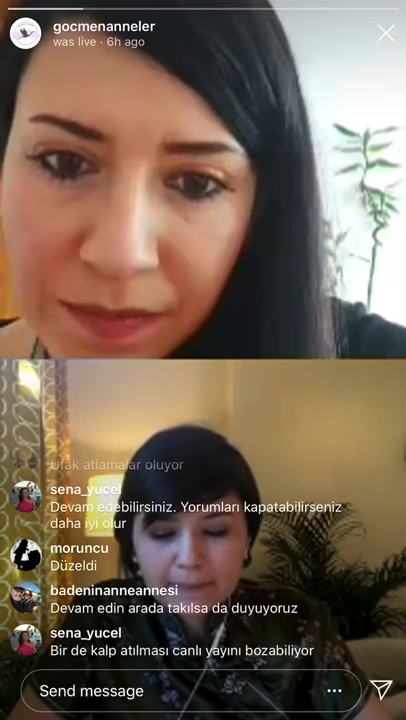 gocmenanneler
was live · 6h ago
Ufak atlamalar oluyor
sena_yucel
Devam edebilirsiniz. Yorumları kapatabilirseniz
daha iyi olur
moruncu
Düzeldi
badeninanneannesi
Devam edin arada takılsa da duyuyoruz
sena_yucel
Bir de kalp atılması canlı yayını bozabiliyor
Send message